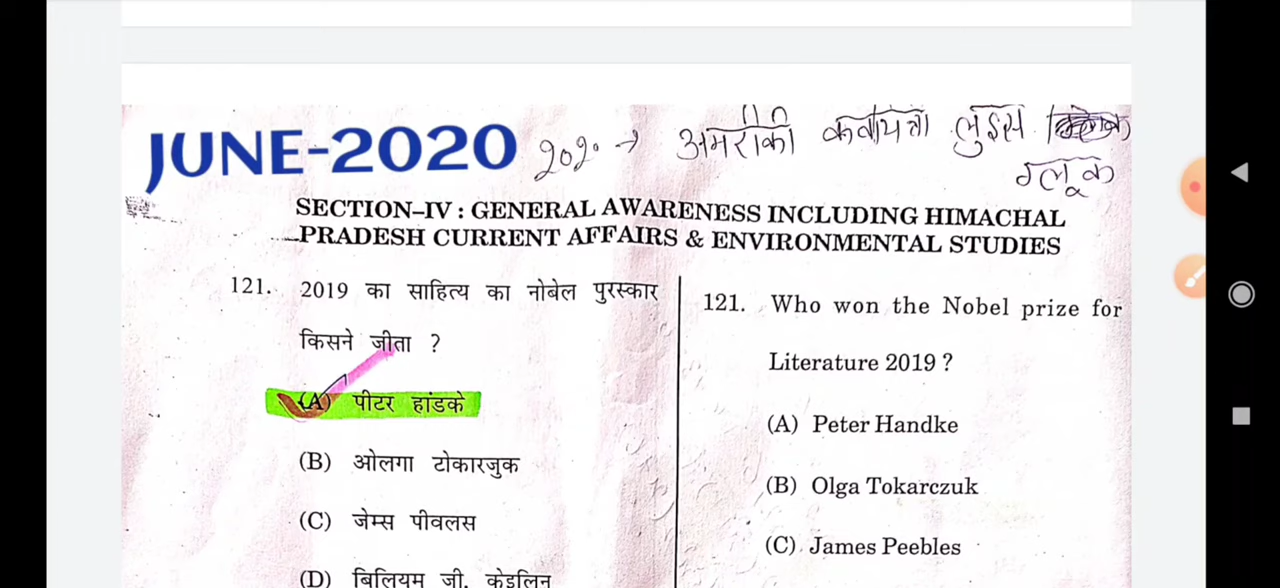 JUNE-2020
2020 → अमरीकी कवयित्री लुइस
ग्लूक
SECTION–IV : GENERAL AWARENESS INCLUDING HIMACHAL
PRADESH CURRENT AFFAIRS & ENVIRONMENTAL STUDIES
121. 2019 का साहित्य का नोबेल पुरस्कार
किसने जीता ?
(A) पीटर हांडके
(B) ओलगा टोकारजुक
(C) जेम्स पीवलस
(D) विलियम जी. केइलिन
121. Who won the Nobel prize for
Literature 2019 ?
(A) Peter Handke
(B) Olga Tokarczuk
(C) James Peebles